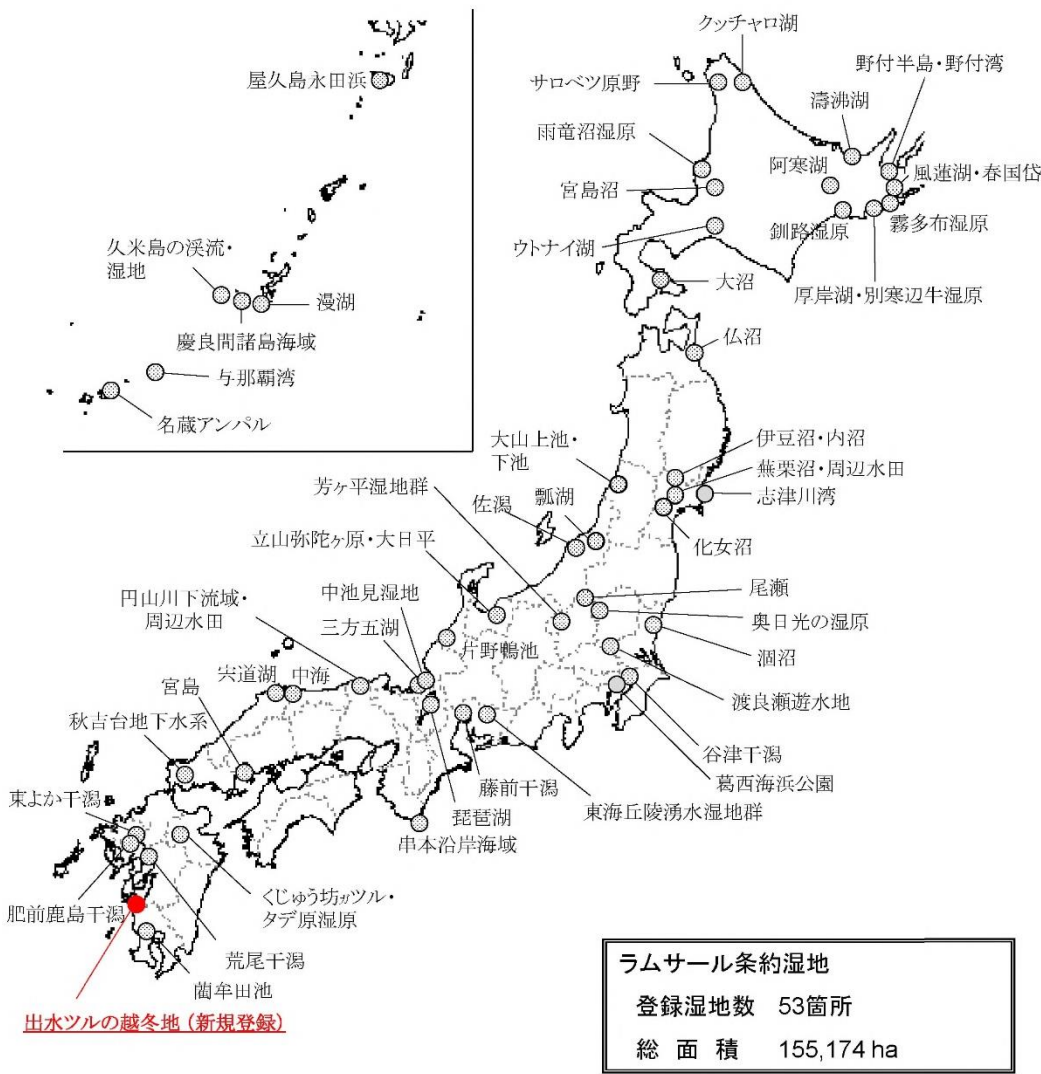 クッチャロ湖
屋久島永田浜
サロベツ原野
野付半島・野付湾
濤沸湖
雨竜沼湿原
阿寒湖
風蓮湖・春国岱
宮島沼
霧多布湿原
釧路湿原
ウトナイ湖
厚岸湖・別寒辺牛湿原
大沼
久米島の渓流・
湿地
漫湖
慶良間諸島海域
与那覇湾
名蔵アンパル
仏沼
大山上池・
下池
伊豆沼・内沼
蕪栗沼・周辺水田
志津川湾
化女沼
芳ヶ平湿地群
瓢湖
佐潟
立山弥陀ヶ原・大日平
尾瀬
奥日光の湿原
涸沼
中池見湿地
円山川下流域・
周辺水田
三方五湖
片野鴨池
渡良瀬遊水地
宍道湖
中海
宮島
秋吉台地下水系
谷津干潟
葛西海浜公園
藤前干潟
東海丘陵湧水湿地群
琵琶湖
串本沿岸海域
東よか干潟
くじゅう坊ガツル・
タデ原湿原
肥前鹿島干潟
荒尾干潟
藺牟田池
出水ツルの越冬地（新規登録）
ラムサール条約湿地
登録湿地数 53箇所
総 面 積 155,174 ha